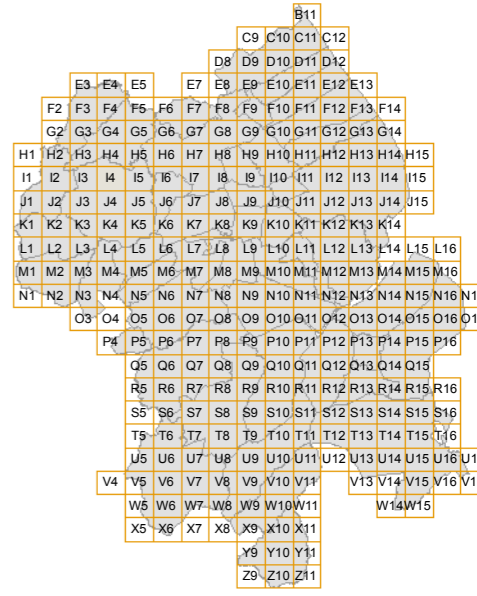 B11
C9 C10 C11 C12
D8 D9 D10 D11 D12
E3 E4 E5 E7 E8 E9 E10 E11 E12 E13
F2 F3 F4 F5 F6 F7 F8 F9 F10 F11 F12 F13 F14
G2 G3 G4 G5 G6 G7 G8 G9 G10 G11 G12 G13 G14
H1 H2 H3 H4 H5 H6 H7 H8 H9 H10 H11 H12 H13 H14 H15
I1 I2 I3 I4 I5 I6 I7 I8 I9 I10 I11 I12 I13 I14 I15
J1 J2 J3 J4 J5 J6 J7 J8 J9 J10 J11 J12 J13 J14 J15
K1 K2 K3 K4 K5 K6 K7 K8 K9 K10 K11 K12 K13 K14
L1 L2 L3 L4 L5 L6 L7 L8 L9 L10 L11 L12 L13 L14 L15 L16
M1 M2 M3 M4 M5 M6 M7 M8 M9 M10 M11 M12 M13 M14 M15 M16
N1 N2 N3 N4 N5 N6 N7 N8 N9 N10 N11 N12 N13 N14 N15 N16 N1
O3 O4 O5 O6 O7 O8 O9 O10 O11 O12 O13 O14 O15 O16 O1
P4 P5 P6 P7 P8 P9 P10 P11 P12 P13 P14 P15 P16
Q5 Q6 Q7 Q8 Q9 Q10 Q11 Q12 Q13 Q14 Q15
R5 R6 R7 R8 R9 R10 R11 R12 R13 R14 R15 R16
S5 S6 S7 S8 S9 S10 S11 S12 S13 S14 S15 S16
T5 T6 T7 T8 T9 T10 T11 T12 T13 T14 T15 T16
U5 U6 U7 U8 U9 U10 U11 U12 U13 U14 U15 U16 U1
V4 V5 V6 V7 V8 V9 V10 V11 V13 V14 V15 V16 V1
W5 W6 W7 W8 W9 W10 W11 W14 W15
X5 X6 X7 X8 X9 X10 X11
Y9 Y10 Y11
Z9 Z10 Z11